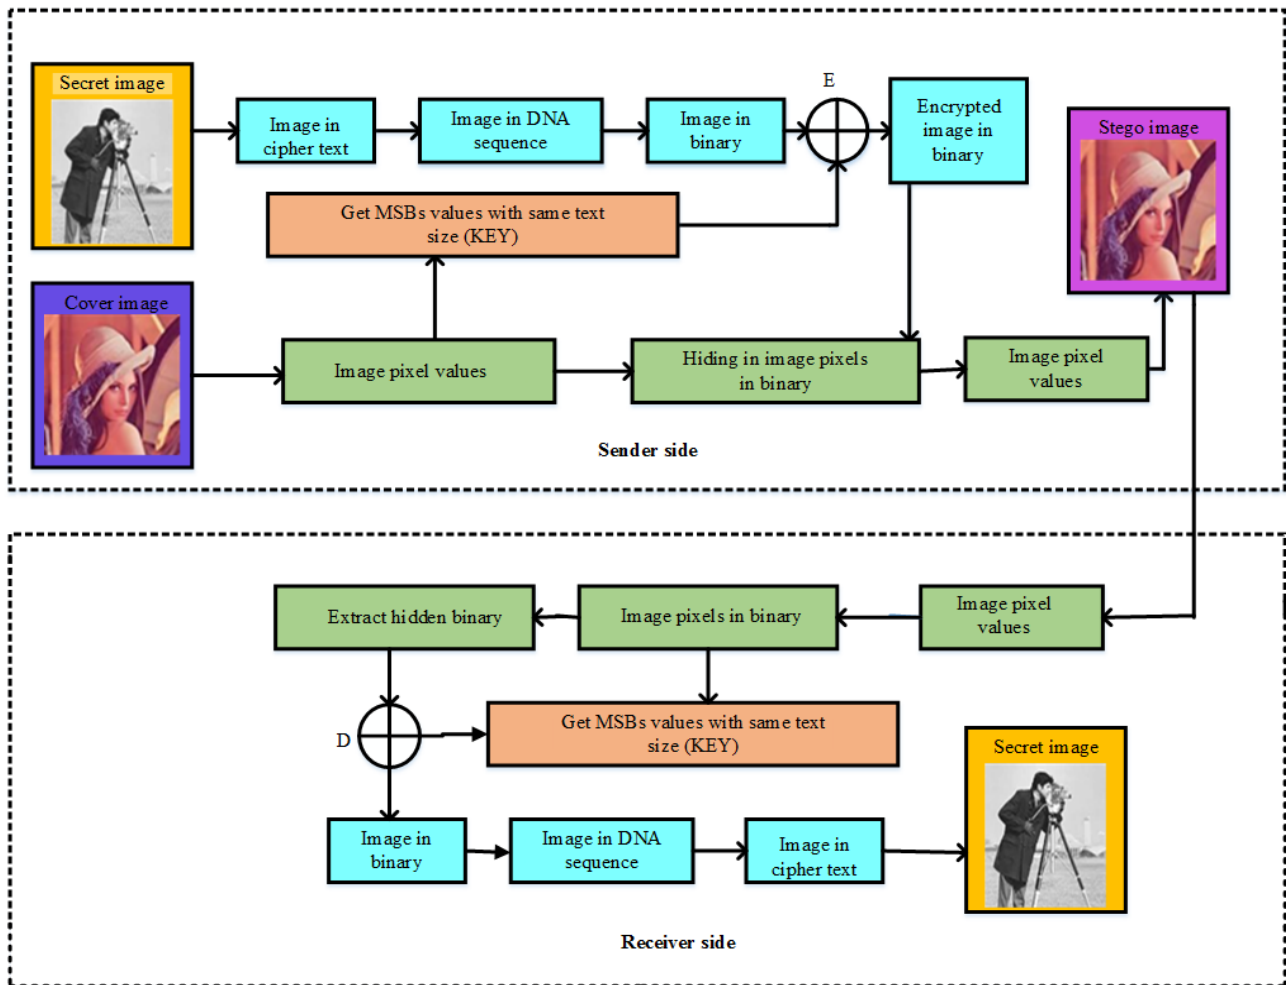 Secret image
Image in
cipher text
Image in DNA
sequence
Image in
binary
E
Encrypted
image in
binary
Stego image
Get MSBs values with same text
size (KEY)
Cover image
Image pixel values
Hiding in image pixels
in binary
Image pixel
values
Sender side
Extract hidden binary
Image pixels in binary
Image pixel
values
D
Get MSBs values with same text
size (KEY)
Secret image
Image in
binary
Image in DNA
sequence
Image in
cipher text
Receiver side